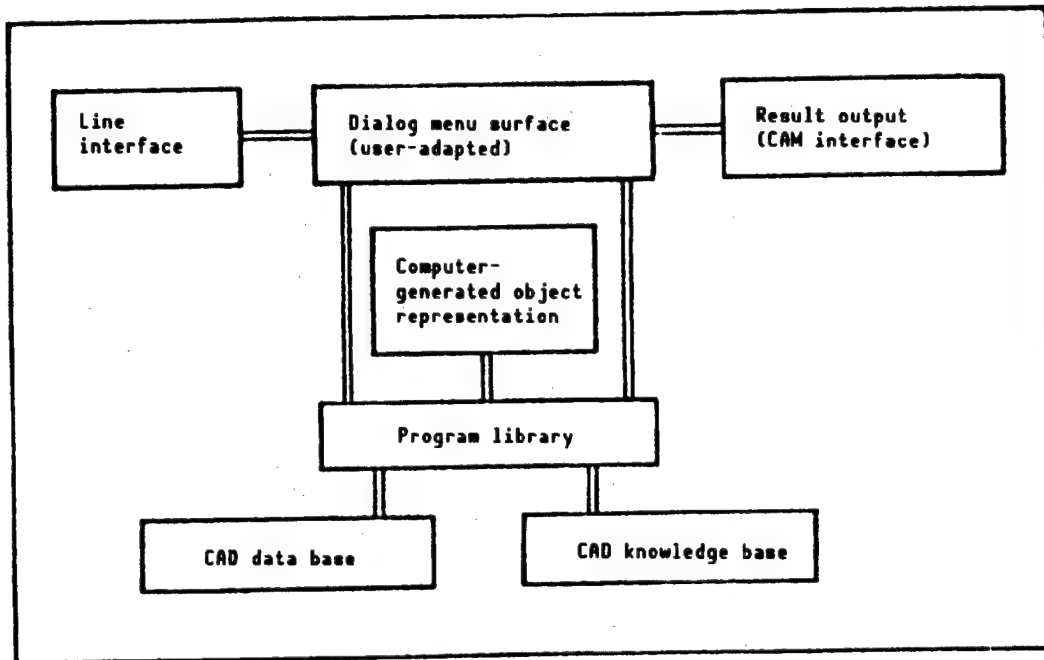 Line
interface
Dialog menu surface
(user-adapted)
Result output
(CAM interface)
Computer-
generated object
representation
Program library
CAD data base
CAD knowledge base